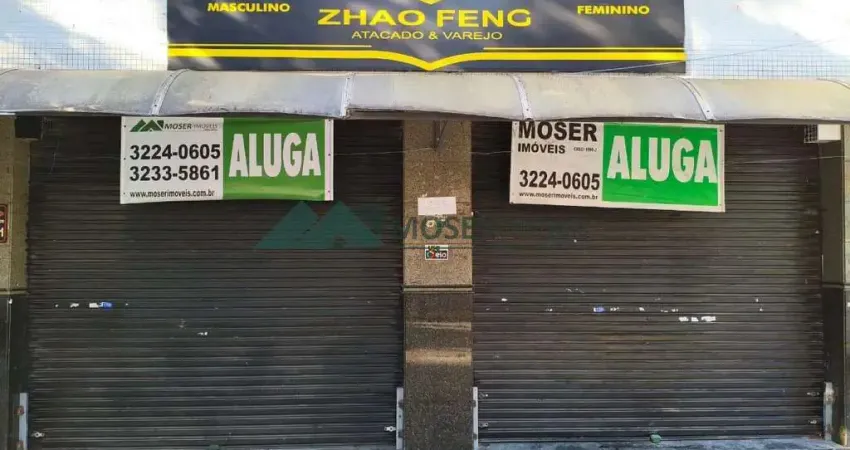 MASCULINO
ZHAO FENG
FEMININO
ATACADO & VAREJO
MOSER IMÓVEIS
3224-0605
3233-5861
www.moserimoveis.com.br
ALUGA
MOSER
IMÓVEIS
3224-0605
www.moserimoveis.com.br
ALUGA
MOSER